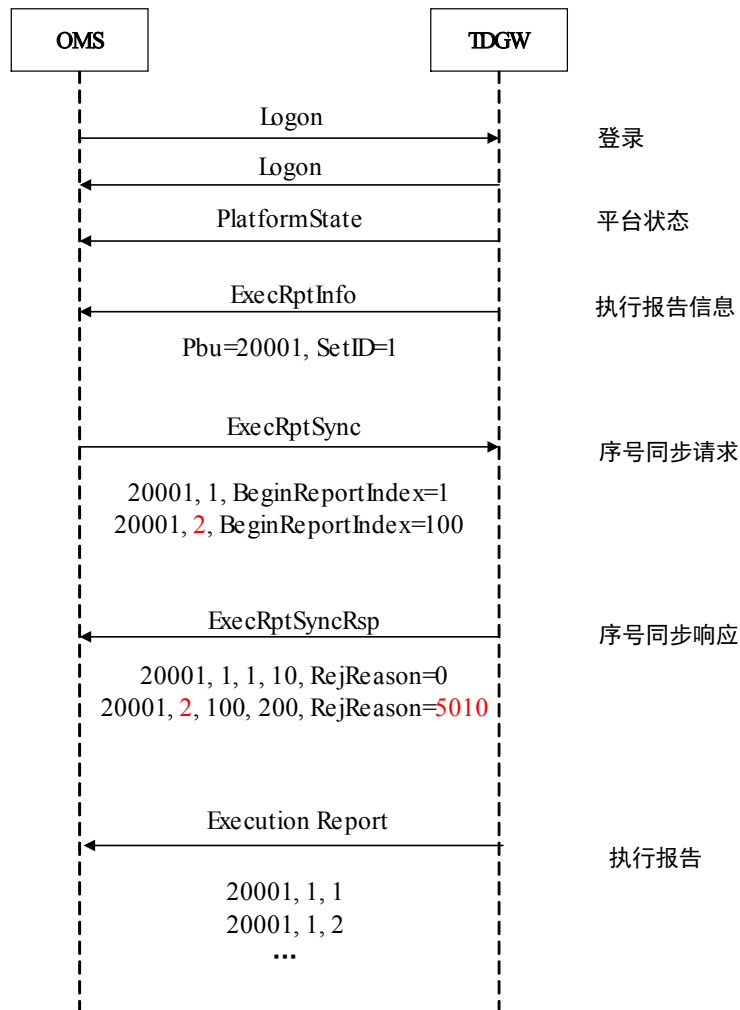 OMS
TDGW
Logon
登录
Logon
PlatformState
平台状态
ExecRptInfo
执行报告信息
Pbu=20001, SetID=1
ExecRptSync
序号同步请求
20001, 1, BeginReportIndex=1
20001, 2, BeginReportIndex=100
ExecRptSyncRsp
序号同步响应
20001, 1, 1, 10, RejReason=0
20001, 2, 100, 200, RejReason=5010
Execution Report
执行报告
20001, 1, 1
20001, 1, 2
...